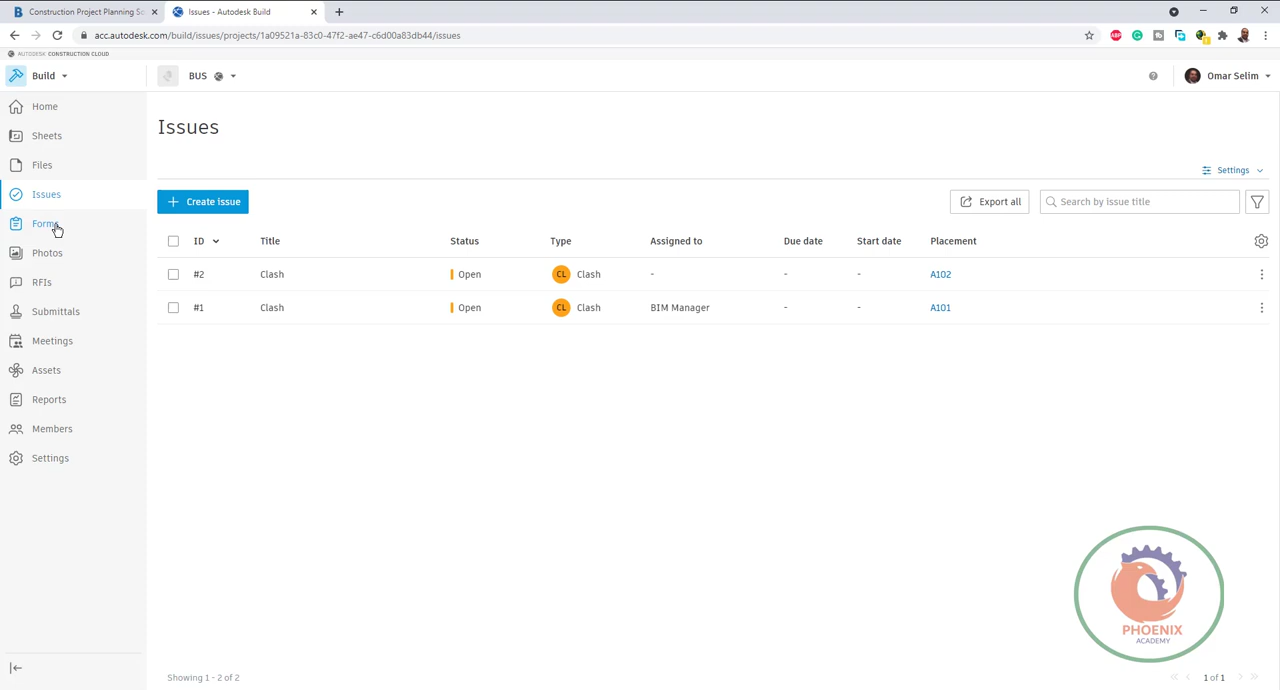 Construction Project Planning So
Issues - Autodesk Build
acc.autodesk.com/build/issues/projects/1a09521a-83c0-47f2-ae47-c6d00a83db44/issues
AUTODESK CONSTRUCTION CLOUD
Build
BUS
Omar Selim
Home
Sheets
Files
Issues
Forms
Photos
RFIs
Submittals
Meetings
Assets
Reports
Members
Settings
Issues
Settings
Create issue
Export all
Search by issue title
ID Title Status Type Assigned to Due date Start date Placement
#2 Clash Open CL Clash - - - A102
#1 Clash Open CL Clash BIM Manager - - A101
PHOENIX
ACADEMY
Showing 1 - 2 of 2
1 of 1